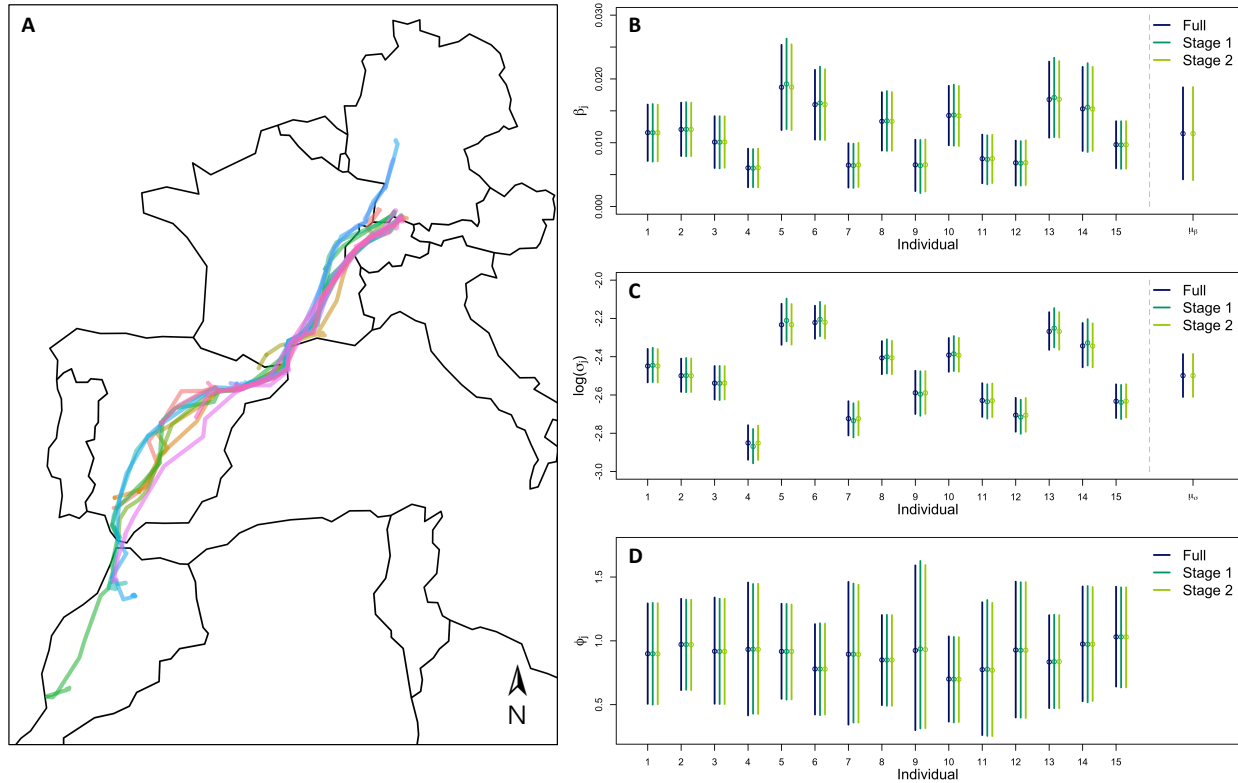 A
N
B
0.030
0.020
0.010
0.000
βj
Full
Stage 1
Stage 2
1 2 3 4 5 6 7 8 9 10 11 12 13 14 15 μβ
Individual
C
-2.0
-2.2
-2.4
-2.6
-2.8
-3.0
log(σj)
Full
Stage 1
Stage 2
1 2 3 4 5 6 7 8 9 10 11 12 13 14 15 μσ
Individual
D
1.5
1.0
0.5
ϕj
Full
Stage 1
Stage 2
1 2 3 4 5 6 7 8 9 10 11 12 13 14 15
Individual